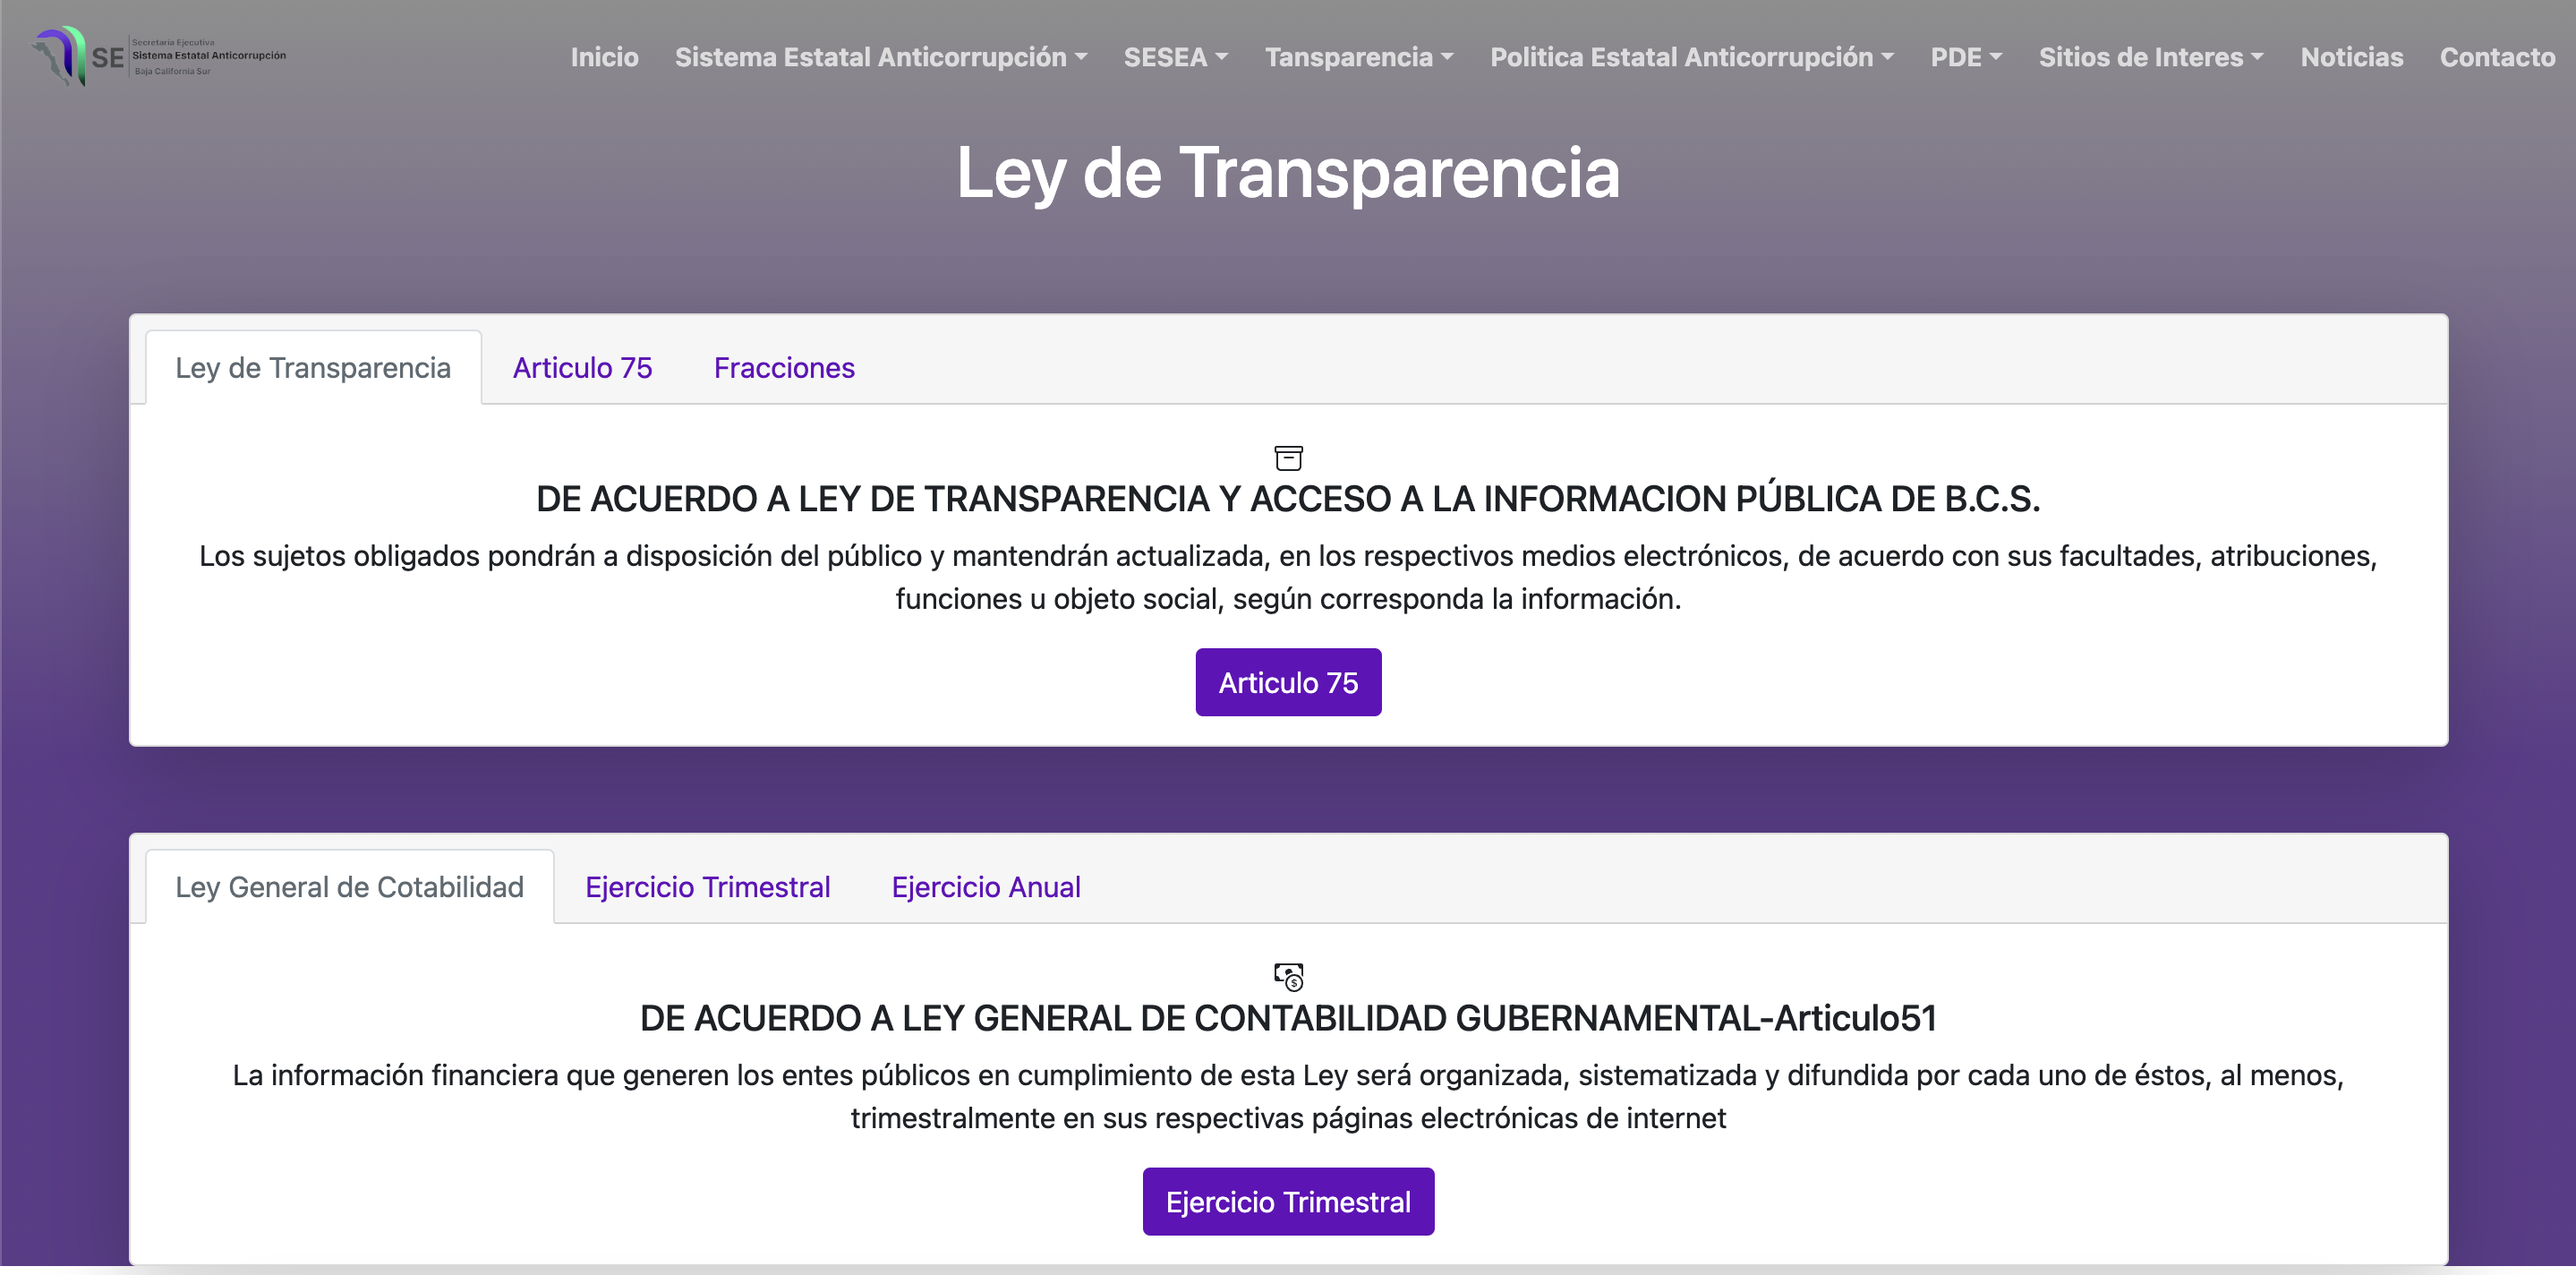 SE
Secretaría Ejecutiva
Sistema Estatal Anticorrupción
Baja California Sur
Inicio Sistema Estatal Anticorrupción SESEA Tansparencia Politica Estatal Anticorrupción PDE Sitios de Interes Noticias Contacto
Ley de Transparencia
Ley de Transparencia Articulo 75 Fracciones
DE ACUERDO A LEY DE TRANSPARENCIA Y ACCESO A LA INFORMACION PÚBLICA DE B.C.S.
Los sujetos obligados pondrán a disposición del público y mantendrán actualizada, en los respectivos medios electrónicos, de acuerdo con sus facultades, atribuciones,
funciones u objeto social, según corresponda la información.
Articulo 75
Ley General de Cotabilidad Ejercicio Trimestral Ejercicio Anual
DE ACUERDO A LEY GENERAL DE CONTABILIDAD GUBERNAMENTAL-Articulo51
La información financiera que generen los entes públicos en cumplimiento de esta Ley será organizada, sistematizada y difundida por cada uno de éstos, al menos,
trimestralmente en sus respectivas páginas electrónicas de internet
Ejercicio Trimestral